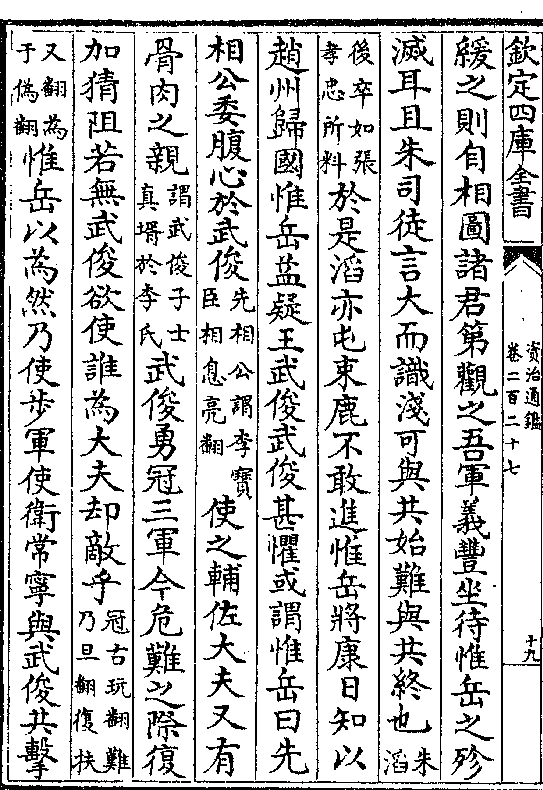 欽定四庫全書
資治通鑑
卷二百二十七
十九
緩之則自相圖諸君第觀之吾軍義豐坐待惟岳之殄
滅耳且朱司徒言大而識淺可與共始難與共終也朱滔
後卒如張孝忠所料於是滔亦屯束鹿不敢進惟岳將康日知以
趙州歸國惟岳益疑王武俊武俊甚懼或謂惟岳曰先
相公委腹心於武俊先相公謂李寶臣相息亮翻使之輔佐大夫又有
骨肉之親謂武俊子士真壻於李氏武俊勇冠三軍今危難之際復
加猜阻若無武俊欲使誰為大夫却敵乎冠古玩翻難乃旦翻復扶
又翻為于偽翻惟岳以為然乃使步軍使衛常寧與武俊共擊